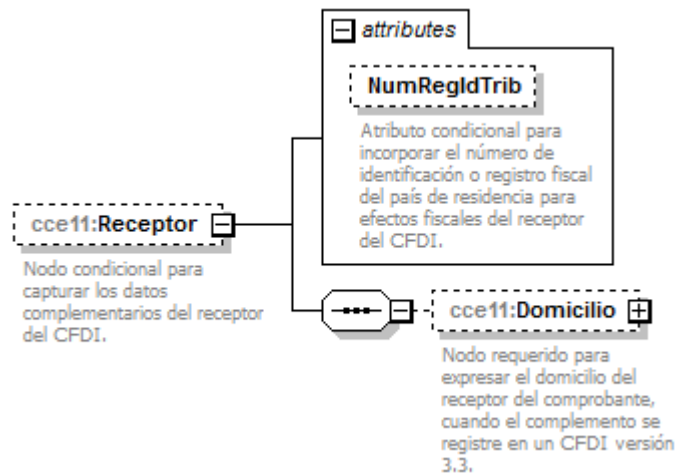 attributes
NumRegIdTrib
Atributo condicional para
incorporar el número de
identificación o registro fiscal
del país de residencia para
efectos fiscales del receptor
del CFDI.
cce11:Receptor
Nodo condicional para
capturar los datos
complementarios del receptor
del CFDI.
cce11:Domicilio
Nodo requerido para
expresar el domicilio del
receptor del comprobante,
cuando el complemento se
registre en un CFDI versión
3.3.